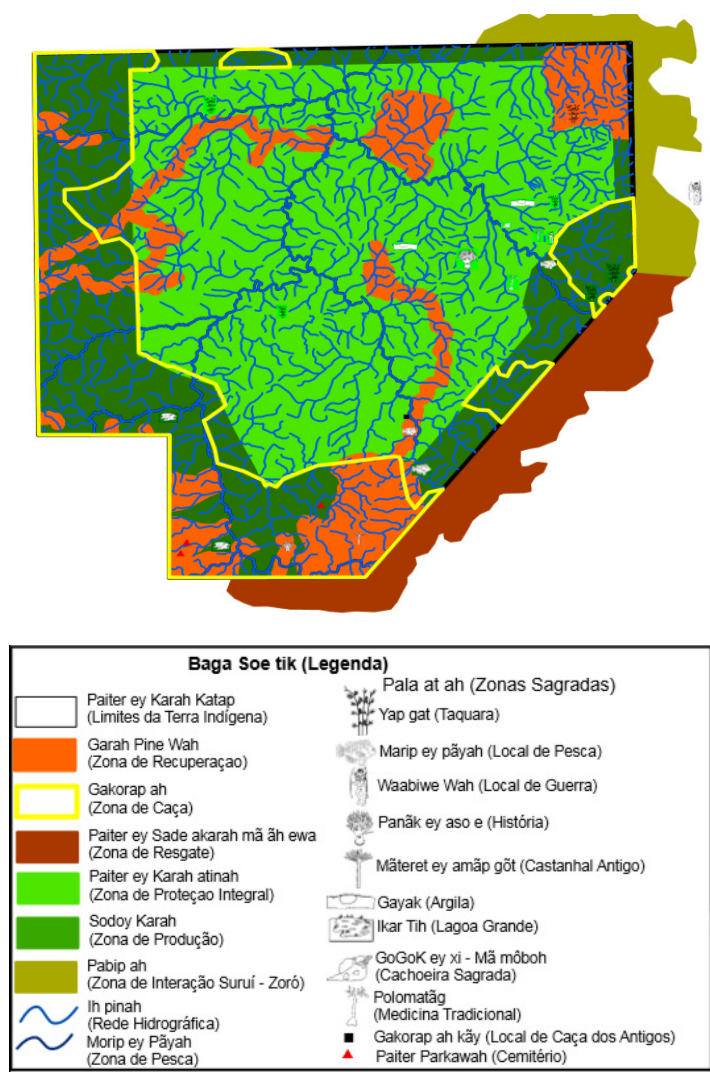 Baga Soe tik (Legenda)
Paiter ey Karah Katap
(Limites da Terra Indígena)
Garah Pine Wah
(Zona de Recuperaçao)
Gakorap ah
(Zona de Caça)
Paiter ey Sade akarah mã ãh ewa
(Zona de Resgate)
Paiter ey Karah atinah
(Zona de Proteçao Integral)
Sodoy Karah
(Zona de Produção)
Pabip ah
(Zona de Interação Suruí - Zoró)
Ih pinah
(Rede Hidrográfica)
Morip ey Pãyah
(Zona de Pesca)
Pala at ah (Zonas Sagradas)
Yap gat (Taquara)
Marip ey pãyah (Local de Pesca)
Waabiwe Wah (Local de Guerra)
Panãk ey aso e (História)
Mãteret ey amãp gõt (Castanhal Antigo)
Gayak (Argila)
Ikar Tih (Lagoa Grande)
GoGoK ey xi - Mã môboh
(Cachoeira Sagrada)
Polomatãg
(Medicina Tradicional)
Gakorap ah kãy (Local de Caça dos Antigos)
Paiter Parkawah (Cemitério)